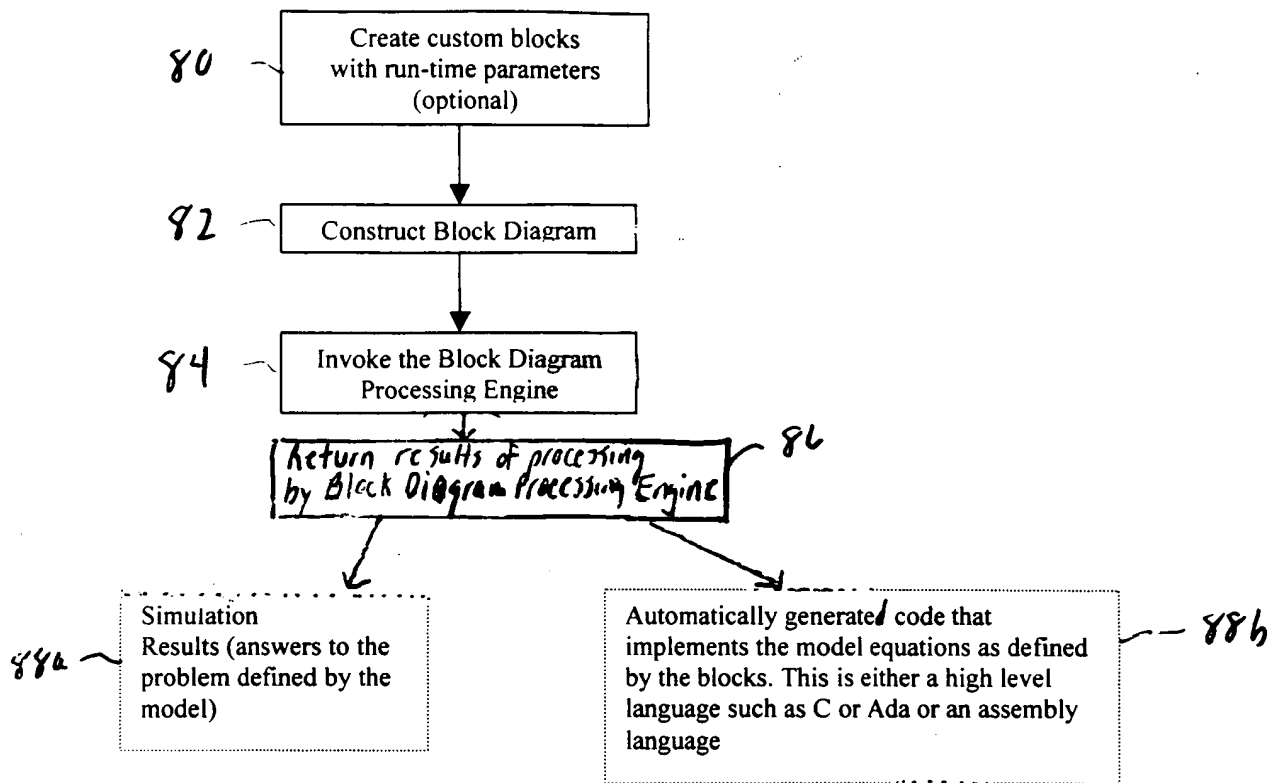 80
Create custom blocks
with run-time parameters
(optional)
82
Construct Block Diagram
84
Invoke the Block Diagram
Processing Engine
Return results of processing
by Block Diagram Processing Engine
86
88a
Simulation
Results (answers to the
problem defined by the
model)
Automatically generated code that
implements the model equations as defined
by the blocks. This is either a high level
language such as C or Ada or an assembly
language
88b